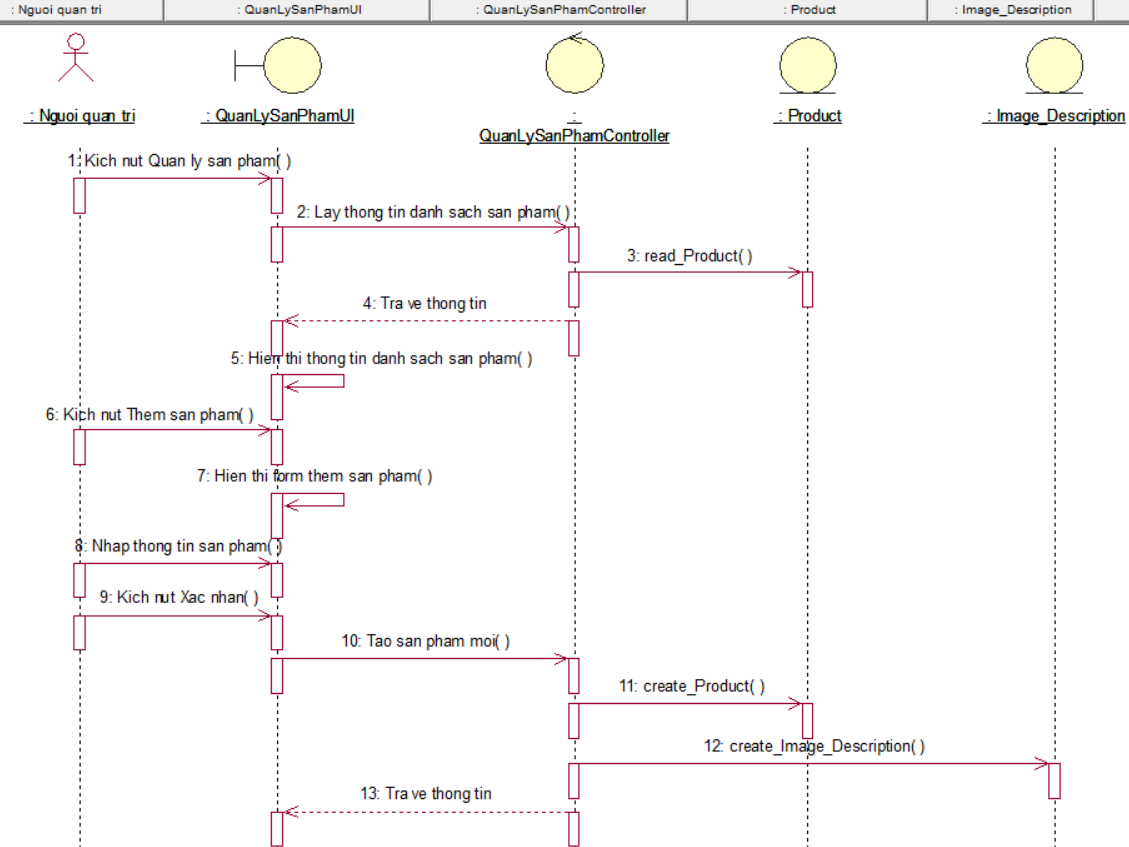 : Nguoi quan tri
: QuanLySanPhamUI
: QuanLySanPhamController
: Product
: Image_Description
: Nguoi quan tri
: QuanLySanPhamUI
:
QuanLySanPhamController
: Product
: Image_Description
1: Kich nut Quan ly san pham( )
2: Lay thong tin danh sach san pham( )
3: read_Product( )
4: Tra ve thong tin
5: Hien thi thong tin danh sach san pham( )
6: Kich nut Them san pham( )
7: Hien thi form them san pham( )
8: Nhap thong tin san pham( )
9: Kich nut Xac nhan( )
10: Tao san pham moi( )
11: create_Product( )
12: create_Image_Description( )
13: Tra ve thong tin